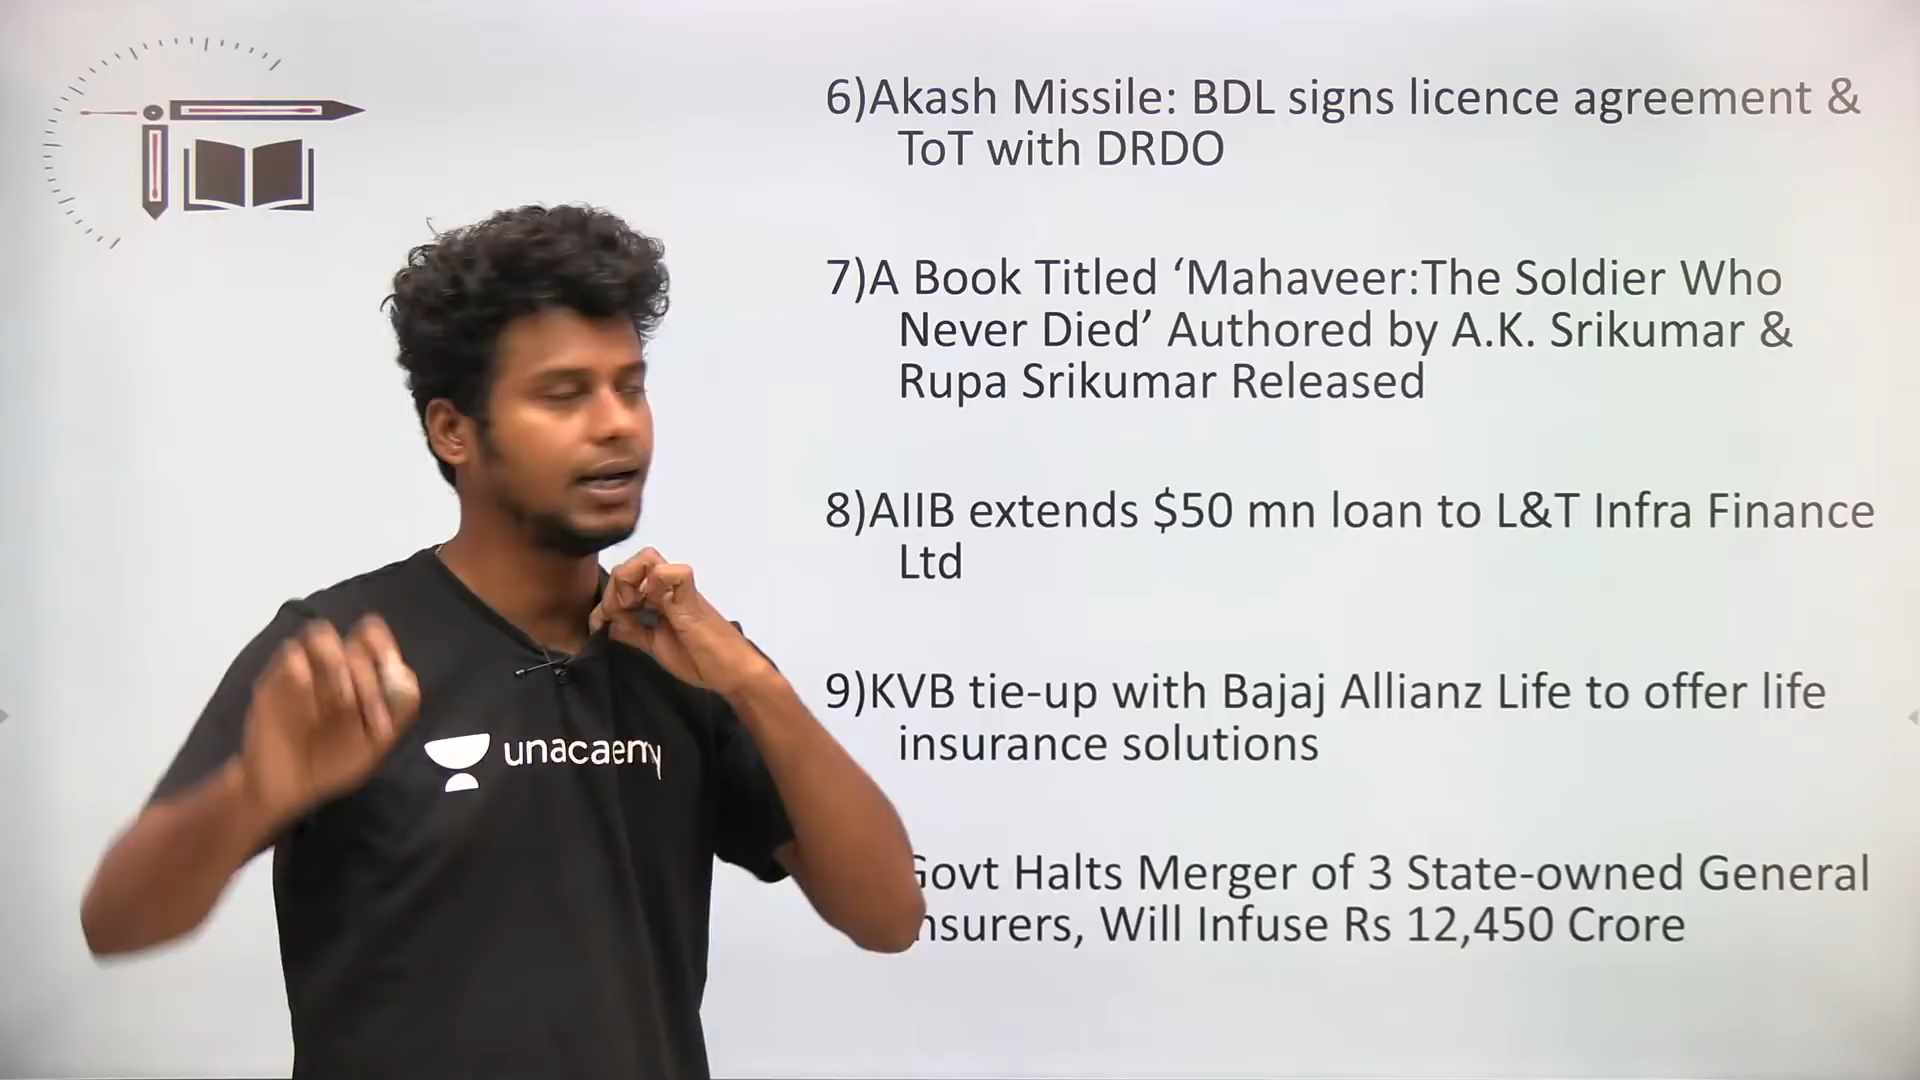 6)Akash Missile: BDL signs licence agreement &
ToT with DRDO
7)A Book Titled ‘Mahaveer:The Soldier Who
Never Died’ Authored by A.K. Srikumar &
Rupa Srikumar Released
8)AIIB extends $50 mn loan to L&T Infra Finance
Ltd
9)KVB tie-up with Bajaj Allianz Life to offer life
insurance solutions
Halts Merger of 3 State-owned General
Will Infuse Rs 12,450 Crore